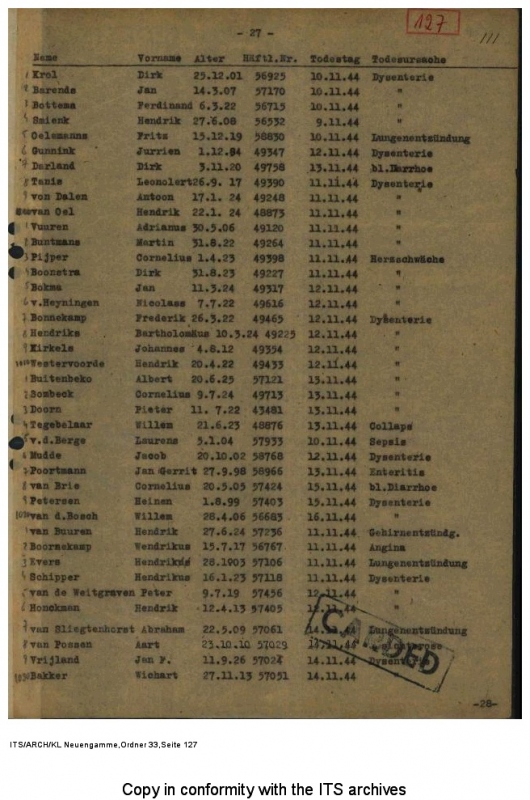 - 27 -
127
111
Name Vorname Alter Häftl.Nr. Todestag Todesursache
Krol Dirk 25.12.01 56925 10.11.44 Dysenterie
Barends Jan 14.3.07 57170 10.11.44 "
Bottema Ferdinand 6.3.22 56715 10.11.44 "
Smienk Hendrik 27.6.08 56532 9.11.44 "
Oelemanns Fritz 15.12.19 58830 10.11.44 Lungenentzündung
Gunnink Jurrien 1.12.84 49347 12.11.44 Dysenterie
Darland Dirk 3.11.20 49758 13.11.44 bl.Diarrhoe
Tanis Leonolert 26.9. 17 49390 11.11.44 Dysenterie
von Dalen Antoon 17.1. 24 49248 11.11.44 "
van Oel Hendrik 22.1. 24 48873 11.11.44 "
Vuuren Adrianus 30.5.06 49120 11.11.44 "
Buntmans Martin 31.8.22 49264 11.11.44 "
Pijper Cornelius 1.4.23 49398 11.11.44 Herzschwäche
Boonstra Dirk 31.8.23 49227 11.11.44 "
Bokma Jan 11.3.24 49317 12.11.44 "
v.Heyningen Nicolass 7.7.22 49616 12.11.44 "
Bonnekamp Frederik 26.3.22 49465 12.11.44 Dysenterie
Hendriks Bartholomäus 10.3.24 49225 12.11.44 "
Kirkels Johannes 4.8.12 49354 12.11.44 "
Westervoorde Hendrik 20.4.22 49433 12.11.44 "
Buitenbeko Albert 20.6.25 57121 13.11.44 "
Bombeck Cornelius 9.7.24 49713 13.11.44 "
Doorn Pieter 11. 7.22 43481 13.11.44 "
Tegebelaar Willem 21.6.23 48876 13.11.44 Collaps
v.d.Berge Laurens 5.1.04 57933 10.11.44 Sepsis
Mudde Jacob 20.10.02 58768 12.11.44 Dysenterie
Poortmann Jan Gerrit 27.9.98 58966 13.11.44 Enteritis
van Brie Cornelius 20.5.05 57424 15.11.44 bl.Diarrhoe
Petersen Heinen 1.8.99 57403 15.11.44 Dysenterie
van d.Bosch Willem 28.4.06 56683 16.11.44 "
van Buuren Hendrik 27.6.24 57236 11.11.44 Gehirnentzündg.
Boornekamp Wendrikus 15.7.17 56767 11.11.44 Angina
Evers Hendrikus 28.1903 57106 11.11.44 Lungenentzündung
Schipper Hendrikus 16.1.23 57118 11.11.44 Dysenterie
van de Weitgraven Peter 9.7.19 57456 12.11.44 "
Honckman Hendrik 12.4.13 57405 12.11.44 "
van Sliegtenhorst Abraham 22.5.09 57061 14.11.44 Lungenentzündung
van Possen Aart 23.10.10 57029 14.11.44
Vrijland Jan F. 11.9.26 57024 14.11.44 Dysenterie
Bakker Wichart 27.11.13 57051 14.11.44
CARDED
-28-
ITS/ARCH/KL Neuengamme,Ordner 33,Seite 127
Copy in conformity with the ITS archives